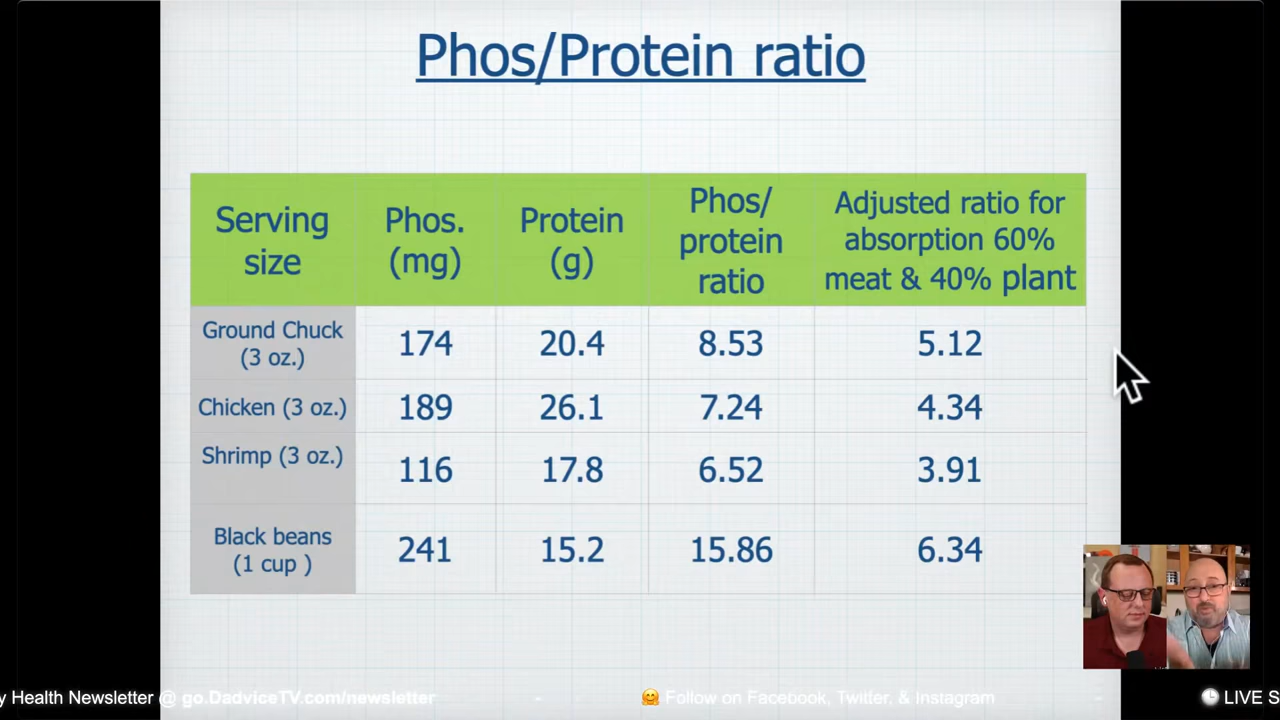 Phos/Protein ratio
Serving
size
Phos.
(mg)
Protein
(g)
Phos/
protein
ratio
Adjusted ratio for
absorption 60%
meat & 40% plant
Ground Chuck
(3 oz.)
174
20.4
8.53
5.12
Chicken (3 oz.)
189
26.1
7.24
4.34
Shrimp (3 oz.)
116
17.8
6.52
3.91
Black beans
(1 cup )
241
15.2
15.86
6.34
y Health Newsletter @ go.DadviceTV.com/newsletter
🤗 Follow on Facebook, Twitter, & Instagram
🕒 LIVE S